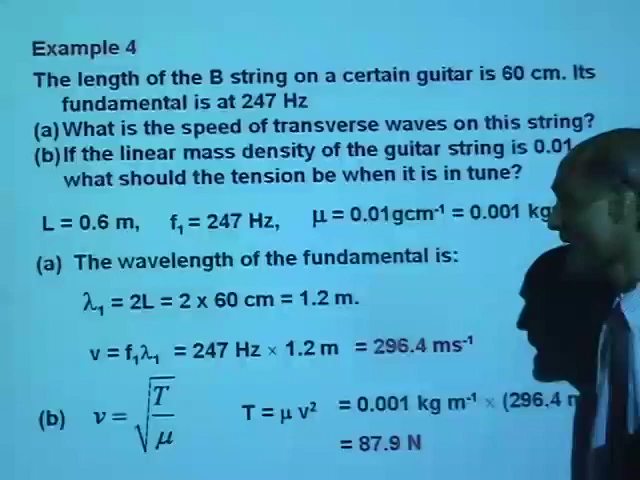 Example 4
The length of the B string on a certain guitar is 60 cm. Its
fundamental is at 247 Hz
(a) What is the speed of transverse waves on this string?
(b) If the linear mass density of the guitar string is 0.01
what should the tension be when it is in tune?
L = 0.6 m, f₁ = 247 Hz, μ = 0.01gcm⁻¹ = 0.001 kg
(a) The wavelength of the fundamental is:
λ₁ = 2L = 2 x 60 cm = 1.2 m.
v = f₁λ₁ = 247 Hz × 1.2 m = 296.4 ms⁻¹
(b) v = √(T/μ) T = μ v² = 0.001 kg m⁻¹ × (296.4
= 87.9 N